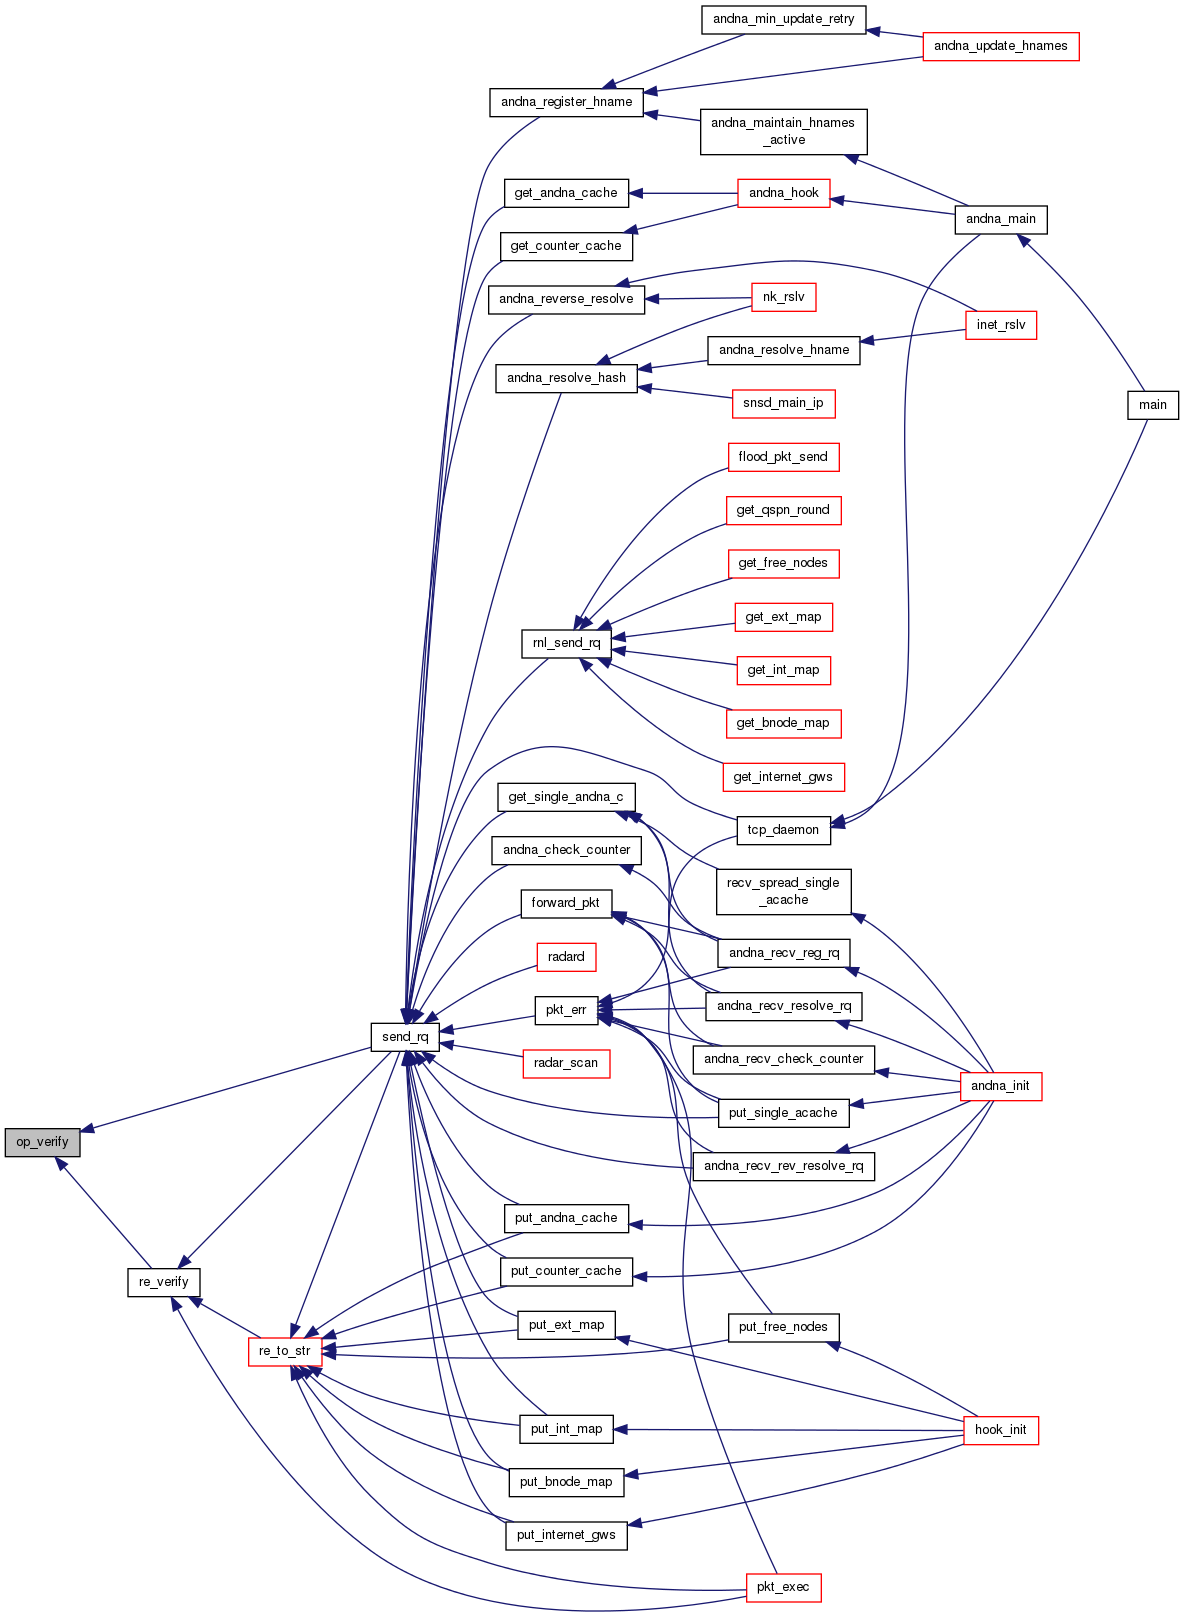 andna_min_update_retry
andna_update_hnames
andna_register_hname
andna_maintain_hnames
_active
get_andna_cache
andna_hook
andna_main
get_counter_cache
andna_reverse_resolve
nk_rslv
inet_rslv
andna_resolve_hname
andna_resolve_hash
snsd_main_ip
main
flood_pkt_send
get_qspn_round
get_free_nodes
get_ext_map
rnl_send_rq
get_int_map
get_bnode_map
get_internet_gws
get_single_andna_c
tcp_daemon
andna_check_counter
recv_spread_single
_acache
forward_pkt
andna_recv_reg_rq
radard
pkt_err
andna_recv_resolve_rq
send_rq
radar_scan
andna_recv_check_counter
andna_init
put_single_acache
op_verify
andna_recv_rev_resolve_rq
put_andna_cache
put_counter_cache
re_verify
put_ext_map
put_free_nodes
re_to_str
put_int_map
hook_init
put_bnode_map
put_internet_gws
pkt_exec